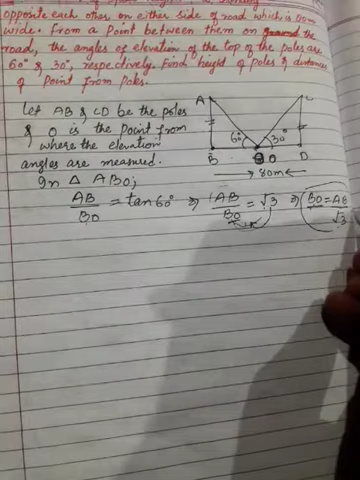 opposite each other on either side of road which is 80m
wide. From a Point between them on the
road, the angles of elevation of the top of the poles are
60° & 30°, respectively. Find height of poles & distances
of Point from Poles.
Let AB & CD be the poles
& O is the point from
where the elevation
angles are measured.
A
C
60°
30°
B
O
D
80m
In Δ ABO;
AB/BO = tan60° ⇒ AB/BO = √3 ⇒ BO = AB/√3